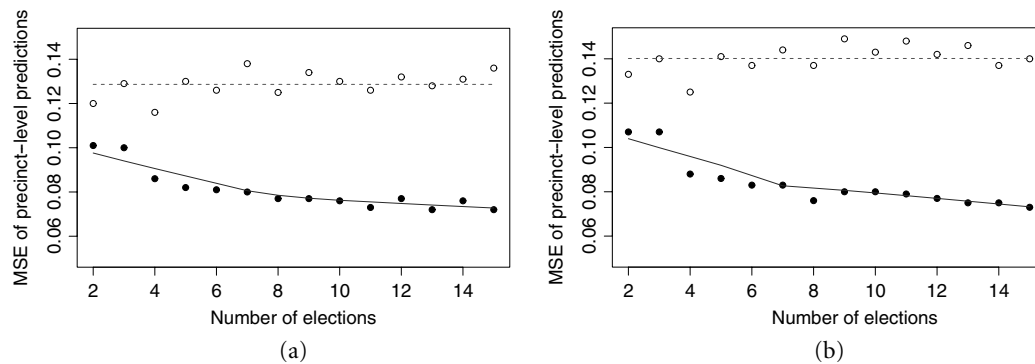 MSE of precinct−level predictions
0.06 0.08 0.10 0.12 0.14
2 4 6 8 10 12 14
Number of elections
(a)
MSE of precinct−level predictions
0.06 0.08 0.10 0.12 0.14
2 4 6 8 10 12 14
Number of elections
(b)